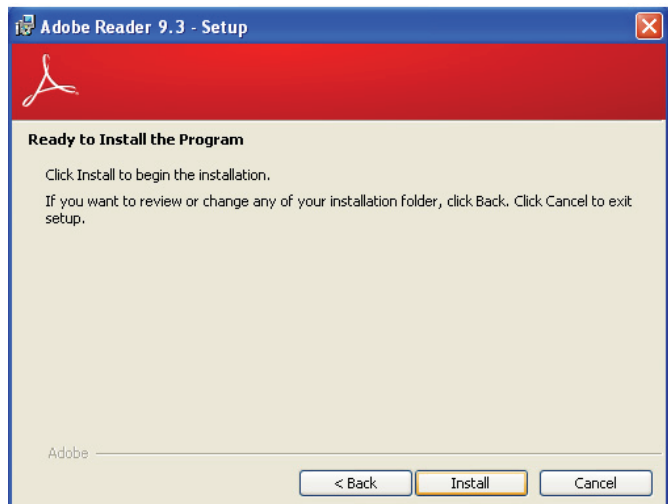 Adobe Reader 9.3 - Setup
Ready to Install the Program
Click Install to begin the installation.
If you want to review or change any of your installation folder, click Back. Click Cancel to exit
setup.
Adobe
< Back Install Cancel